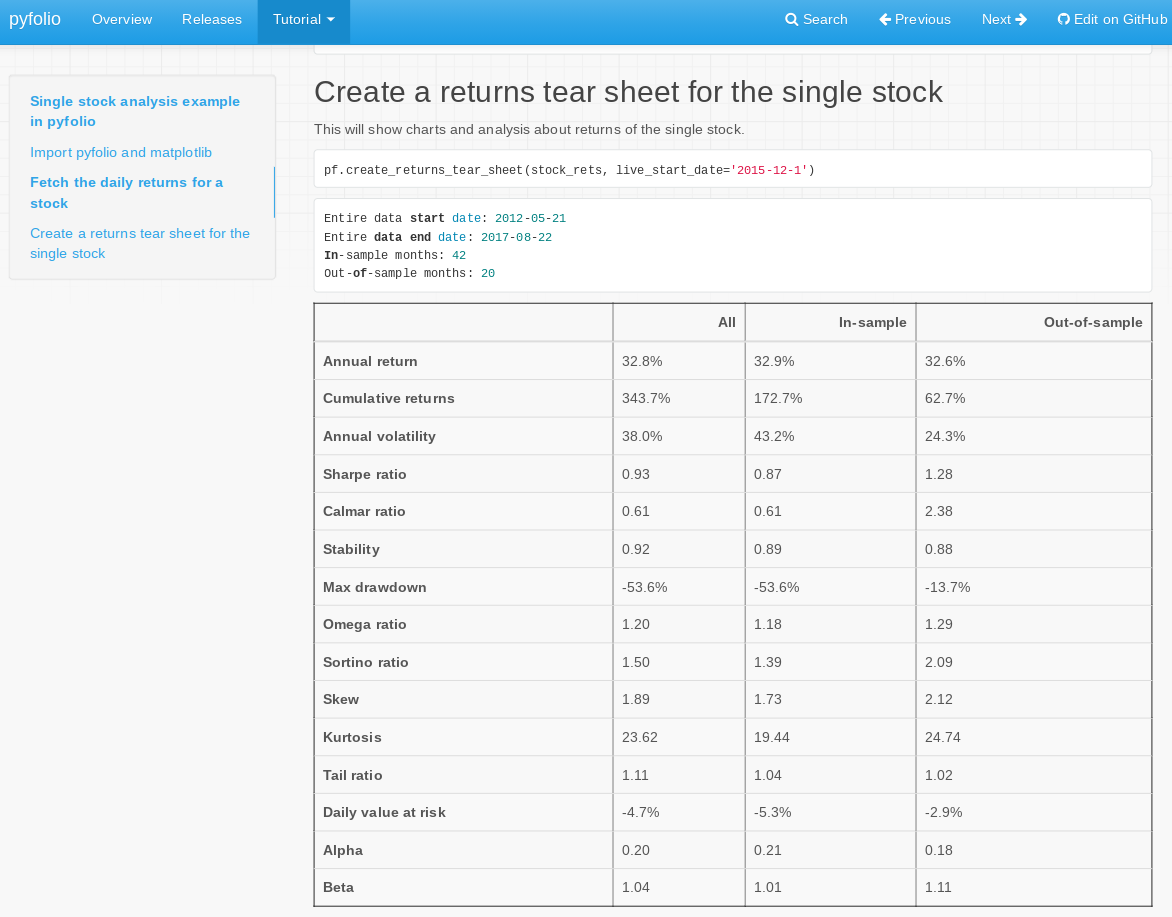 pyfolio Overview Releases Tutorial Search Previous Next Edit on GitHub
Single stock analysis example
in pyfolio
Import pyfolio and matplotlib
Fetch the daily returns for a
stock
Create a returns tear sheet for the
single stock
Create a returns tear sheet for the single stock
This will show charts and analysis about returns of the single stock.
pf.create_returns_tear_sheet(stock_rets, live_start_date='2015-12-1')
Entire data start date: 2012-05-21
Entire data end date: 2017-08-22
In-sample months: 42
Out-of-sample months: 20
All In-sample Out-of-sample
Annual return 32.8% 32.9% 32.6%
Cumulative returns 343.7% 172.7% 62.7%
Annual volatility 38.0% 43.2% 24.3%
Sharpe ratio 0.93 0.87 1.28
Calmar ratio 0.61 0.61 2.38
Stability 0.92 0.89 0.88
Max drawdown -53.6% -53.6% -13.7%
Omega ratio 1.20 1.18 1.29
Sortino ratio 1.50 1.39 2.09
Skew 1.89 1.73 2.12
Kurtosis 23.62 19.44 24.74
Tail ratio 1.11 1.04 1.02
Daily value at risk -4.7% -5.3% -2.9%
Alpha 0.20 0.21 0.18
Beta 1.04 1.01 1.11